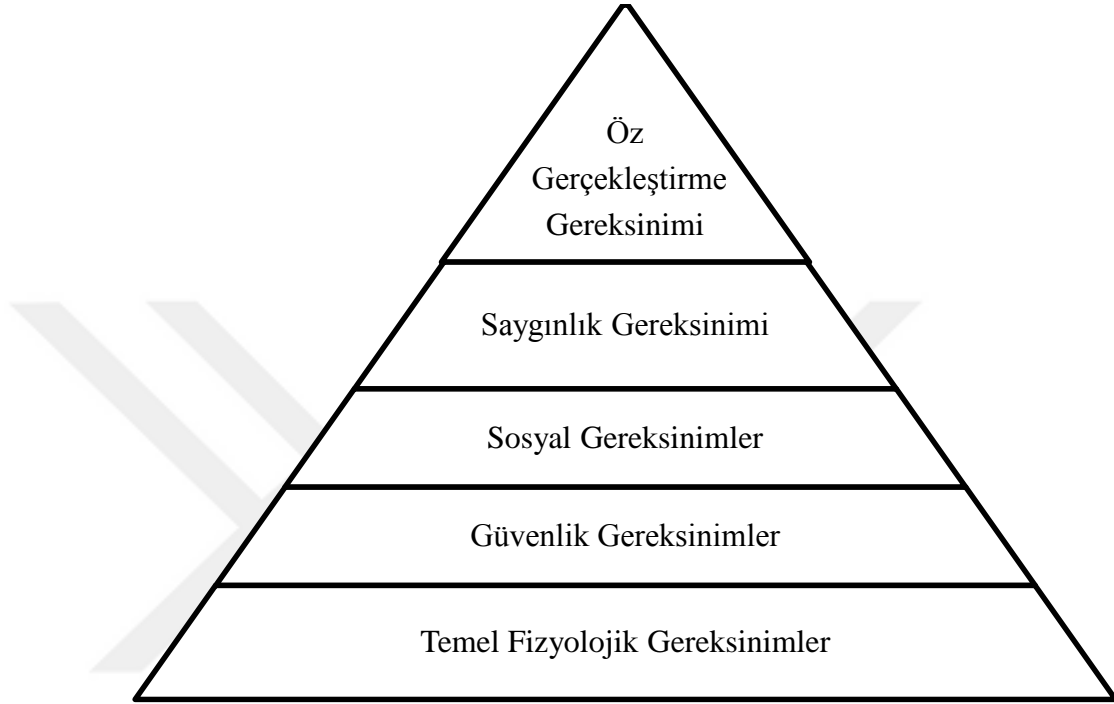 Öz
Gerçekleştirme
Gereksinimi
Saygınlık Gereksinimi
Sosyal Gereksinimler
Güvenlik Gereksinimler
Temel Fizyolojik Gereksinimler